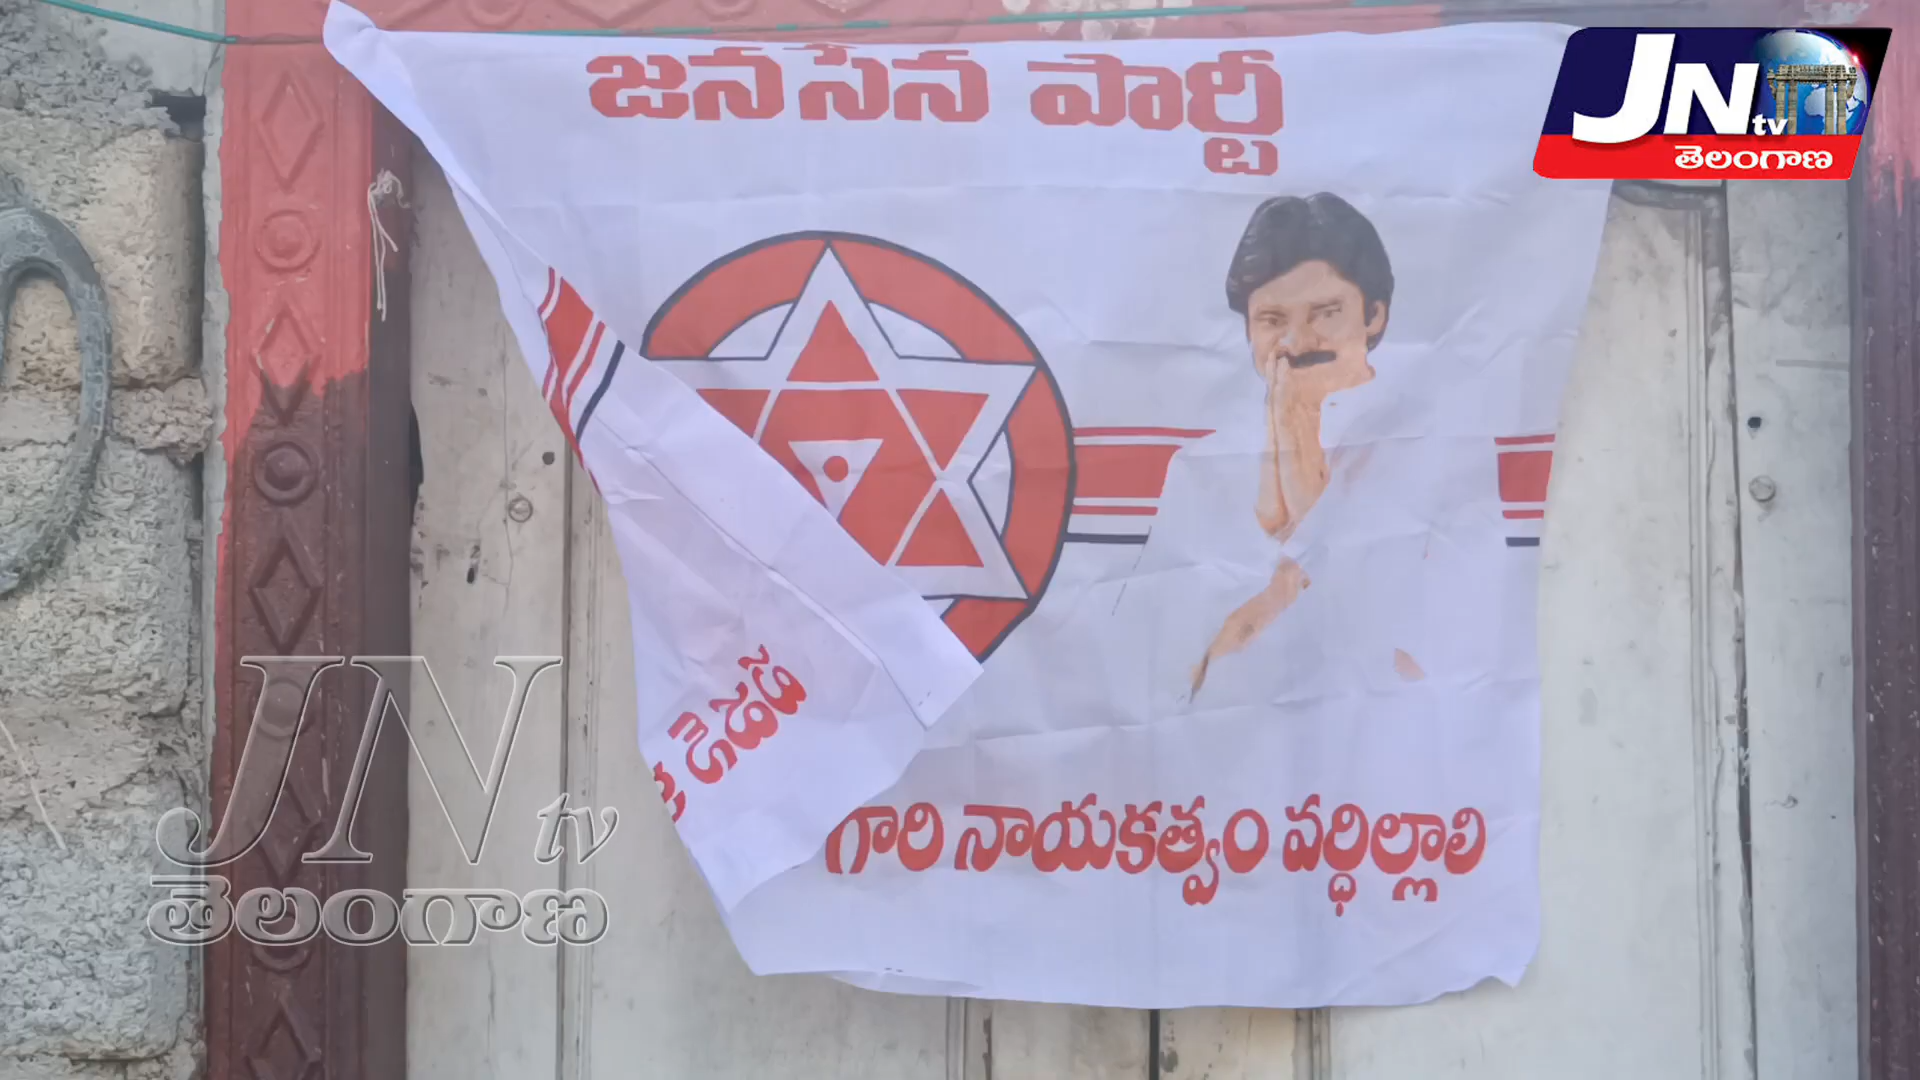 జనసేన పార్టీ
JN tv
తెలంగాణ
గారి నాయకత్వం వర్ధిల్లాలి
JN tv
తెలంగాణ